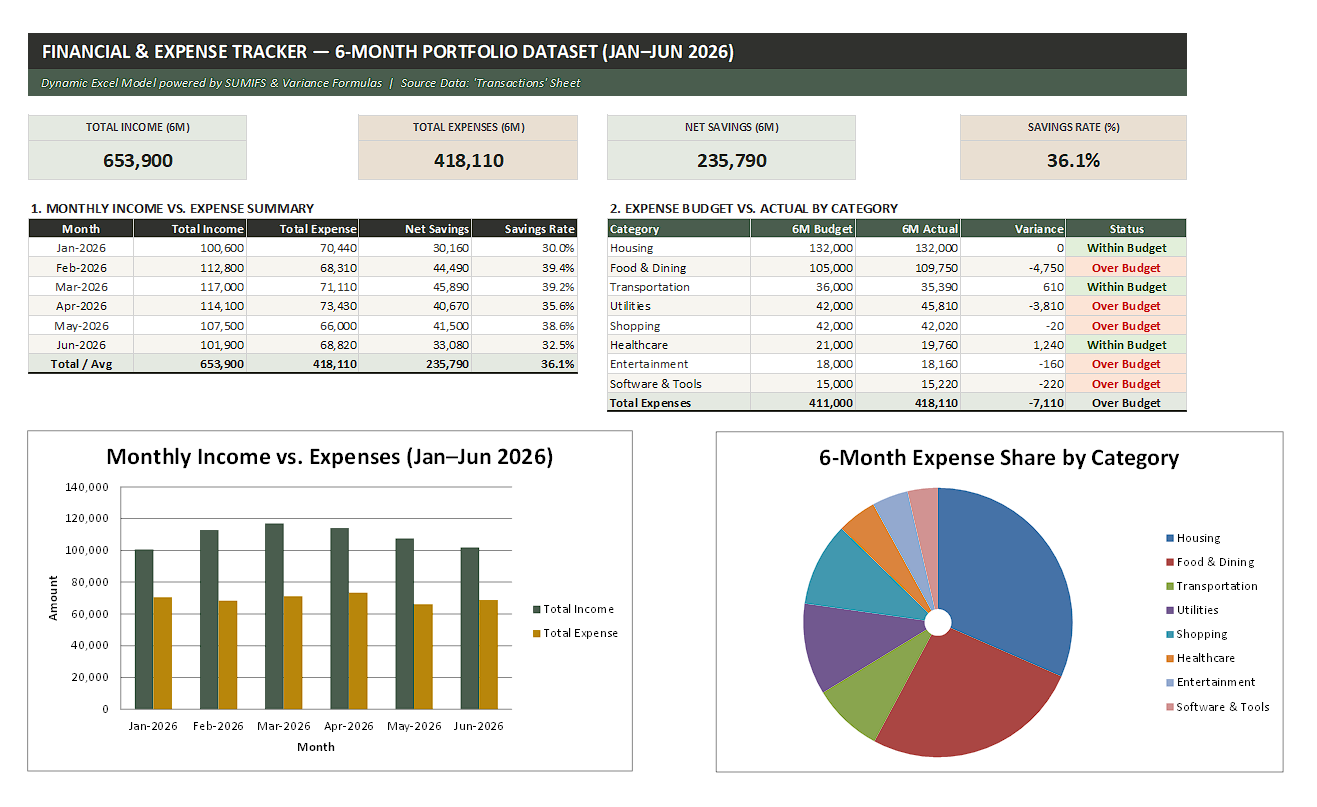 FINANCIAL & EXPENSE TRACKER — 6-MONTH PORTFOLIO DATASET (JAN–JUN 2026)
Dynamic Excel Model powered by SUMIFS & Variance Formulas | Source Data: 'Transactions' Sheet
TOTAL INCOME (6M) TOTAL EXPENSES (6M) NET SAVINGS (6M) SAVINGS RATE (%)
653,900 418,110 235,790 36.1%
1. MONTHLY INCOME VS. EXPENSE SUMMARY
Month Total Income Total Expense Net Savings Savings Rate
Jan-2026 100,600 70,440 30,160 30.0%
Feb-2026 112,800 68,310 44,490 39.4%
Mar-2026 117,000 71,110 45,890 39.2%
Apr-2026 114,100 73,430 40,670 35.6%
May-2026 107,500 66,000 41,500 38.6%
Jun-2026 101,900 68,820 33,080 32.5%
Total / Avg 653,900 418,110 235,790 36.1%
2. EXPENSE BUDGET VS. ACTUAL BY CATEGORY
Category 6M Budget 6M Actual Variance Status
Housing 132,000 132,000 0 Within Budget
Food & Dining 105,000 109,750 -4,750 Over Budget
Transportation 36,000 35,390 610 Within Budget
Utilities 42,000 45,810 -3,810 Over Budget
Shopping 42,000 42,020 -20 Over Budget
Healthcare 21,000 19,760 1,240 Within Budget
Entertainment 18,000 18,160 -160 Over Budget
Software & Tools 15,000 15,220 -220 Over Budget
Total Expenses 411,000 418,110 -7,110 Over Budget
Monthly Income vs. Expenses (Jan–Jun 2026)
140,000
120,000
100,000
80,000
60,000
40,000
20,000
0
Amount
Jan-2026 Feb-2026 Mar-2026 Apr-2026 May-2026 Jun-2026
Month
Total Income
Total Expense
6-Month Expense Share by Category
Housing
Food & Dining
Transportation
Utilities
Shopping
Healthcare
Entertainment
Software & Tools